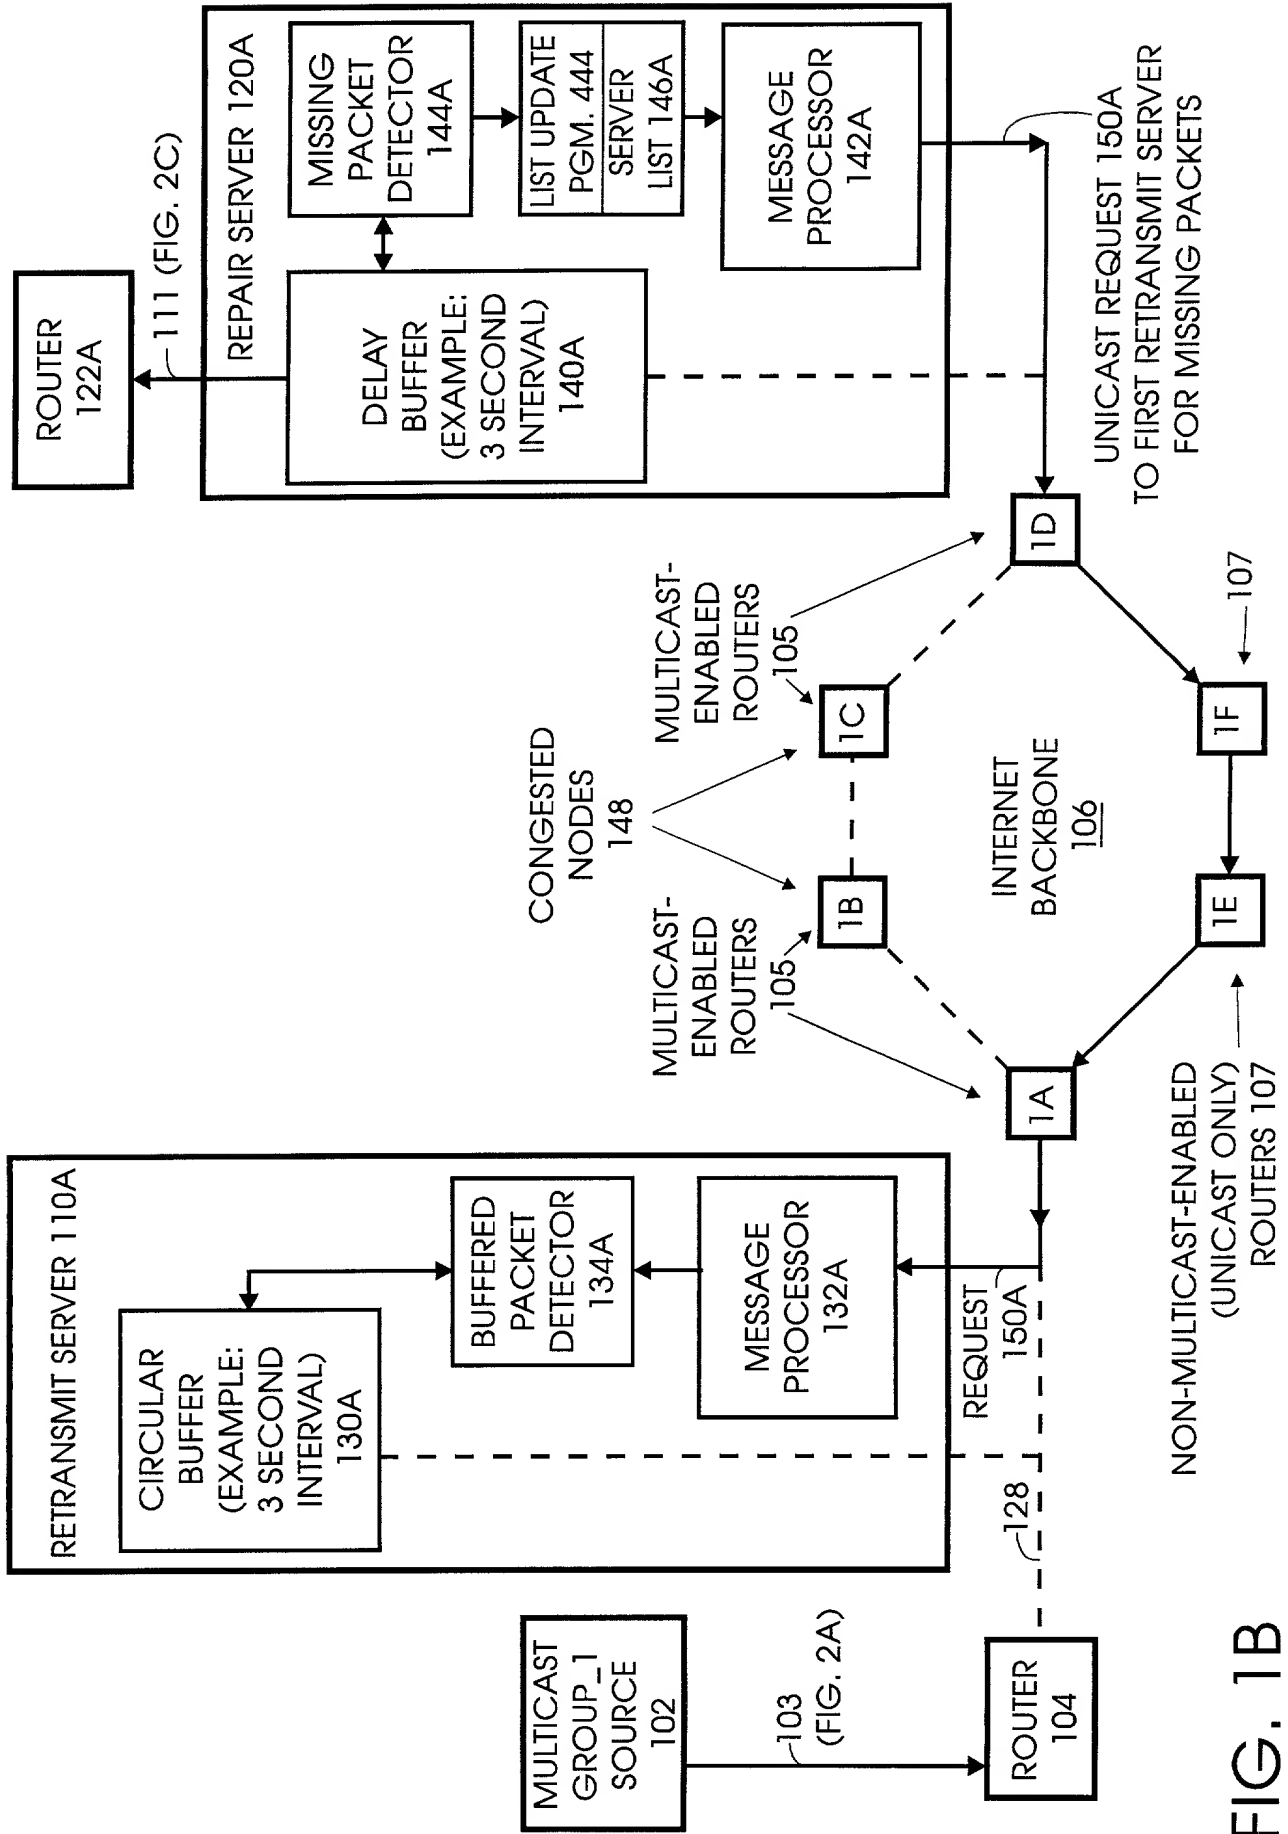 RETRANSMIT SERVER 110A
CIRCULAR
BUFFER
(EXAMPLE:
3 SECOND
INTERVAL)
130A
BUFFERED
PACKET
DETECTOR
134A
MESSAGE
PROCESSOR
132A
REQUEST
150A
MULTICAST
GROUP_1
SOURCE
102
103
(FIG. 2A)
ROUTER
104
128
CONGESTED
NODES
148
MULTICAST-
ENABLED
ROUTERS
105
MULTICAST-
ENABLED
ROUTERS
105
1A
1B
1C
1D
1E
1F
INTERNET
BACKBONE
106
NON-MULTICAST-ENABLED
(UNICAST ONLY)
ROUTERS 107
107
ROUTER
122A
111 (FIG. 2C)
REPAIR SERVER 120A
DELAY
BUFFER
(EXAMPLE:
3 SECOND
INTERVAL)
140A
MISSING
PACKET
DETECTOR
144A
LIST UPDATE
PGM. 444
SERVER
LIST 146A
MESSAGE
PROCESSOR
142A
UNICAST REQUEST 150A
TO FIRST RETRANSMIT SERVER
FOR MISSING PACKETS
FIG. 1B